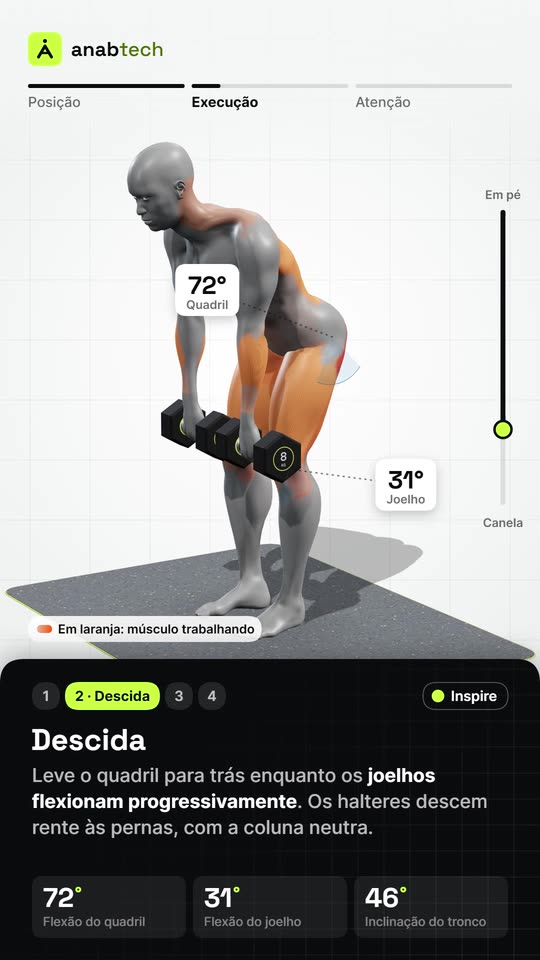 anabtech
Posição
Execução
Atenção
Em pé
72°
Quadril
8
31°
Joelho
Canela
Em laranja: músculo trabalhando
1
2 · Descida
3
4
Inspire
Descida
Leve o quadril para trás enquanto os joelhos
flexionam progressivamente. Os halteres descem
rente às pernas, com a coluna neutra.
72°
Flexão do quadril
31°
Flexão do joelho
46°
Inclinação do tronco